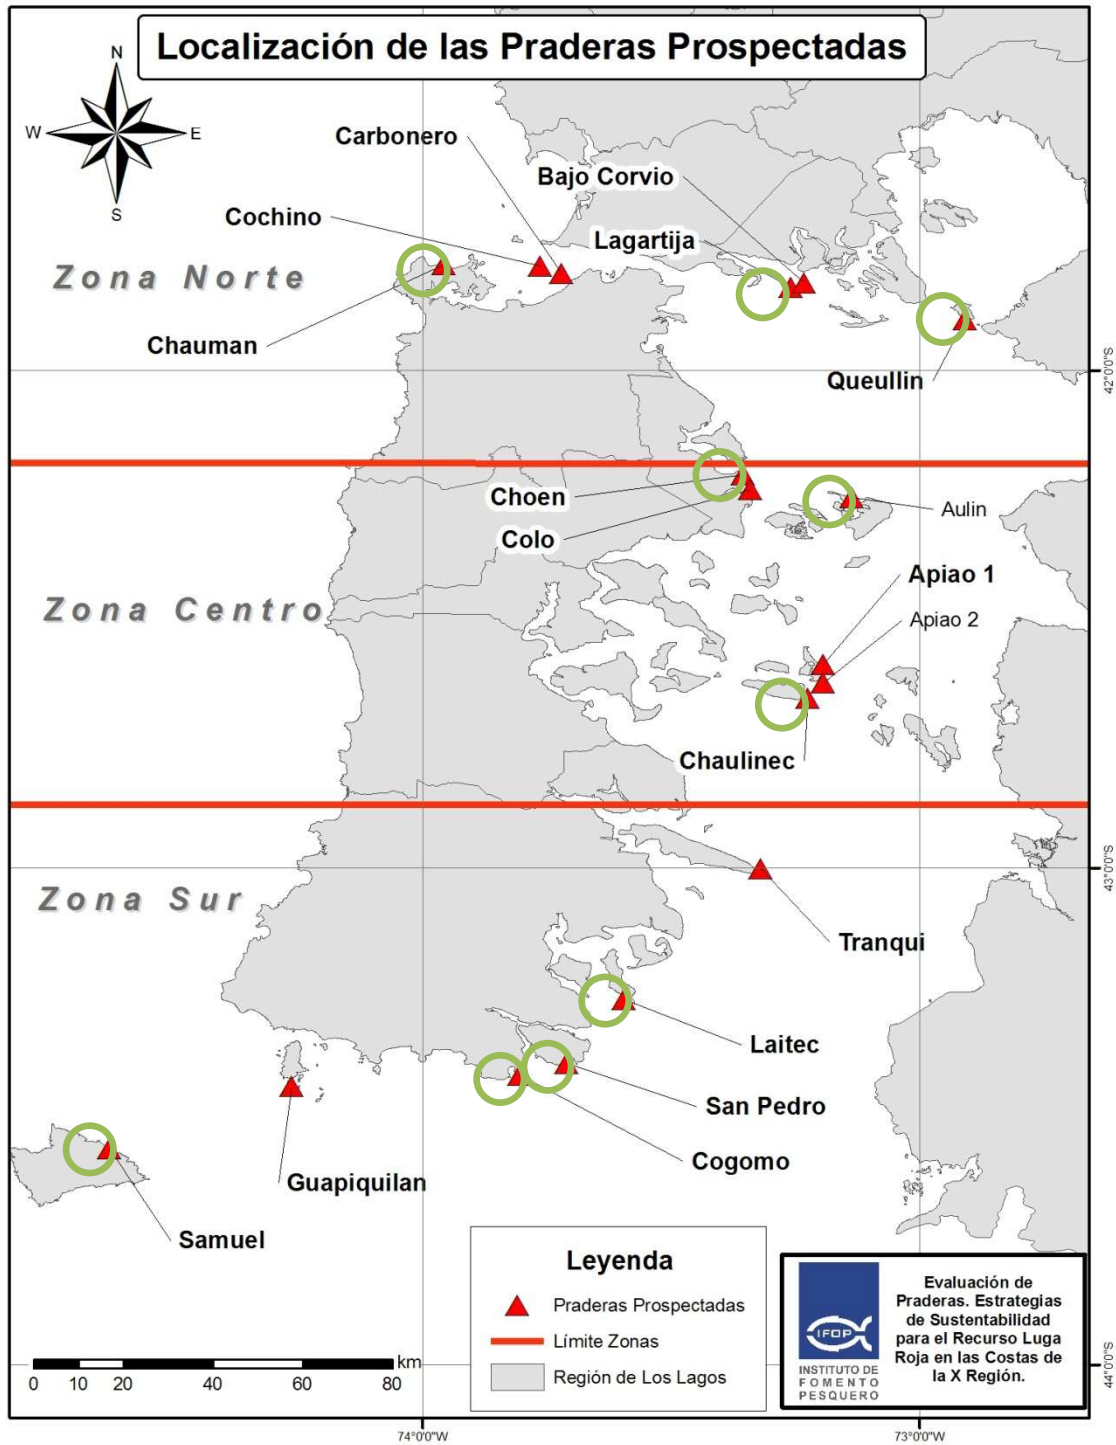 Localización de las Praderas Prospectadas
N
W
E
S
Carbonero
Bajo Corvio
Cochino
Lagartija
Zona Norte
Chauman
Queullin
42°0'0"S
Choen
Aulin
Colo
Apiao 1
Zona Centro
Apiao 2
Chaulinec
43°0'0"S
Zona Sur
Tranqui
Laitec
San Pedro
Cogomo
Guapiquilan
Samuel
Leyenda
Praderas Prospectadas
Límite Zonas
Región de Los Lagos
km
0 10 20 40 60 80
IFOP
INSTITUTO DE
FOMENTO
PESQUERO
Evaluación de
Praderas. Estrategias
de Sustentabilidad
para el Recurso Luga
Roja en las Costas de
la X Región.
44°0'0"S
74°0'0"W
73°0'0"W